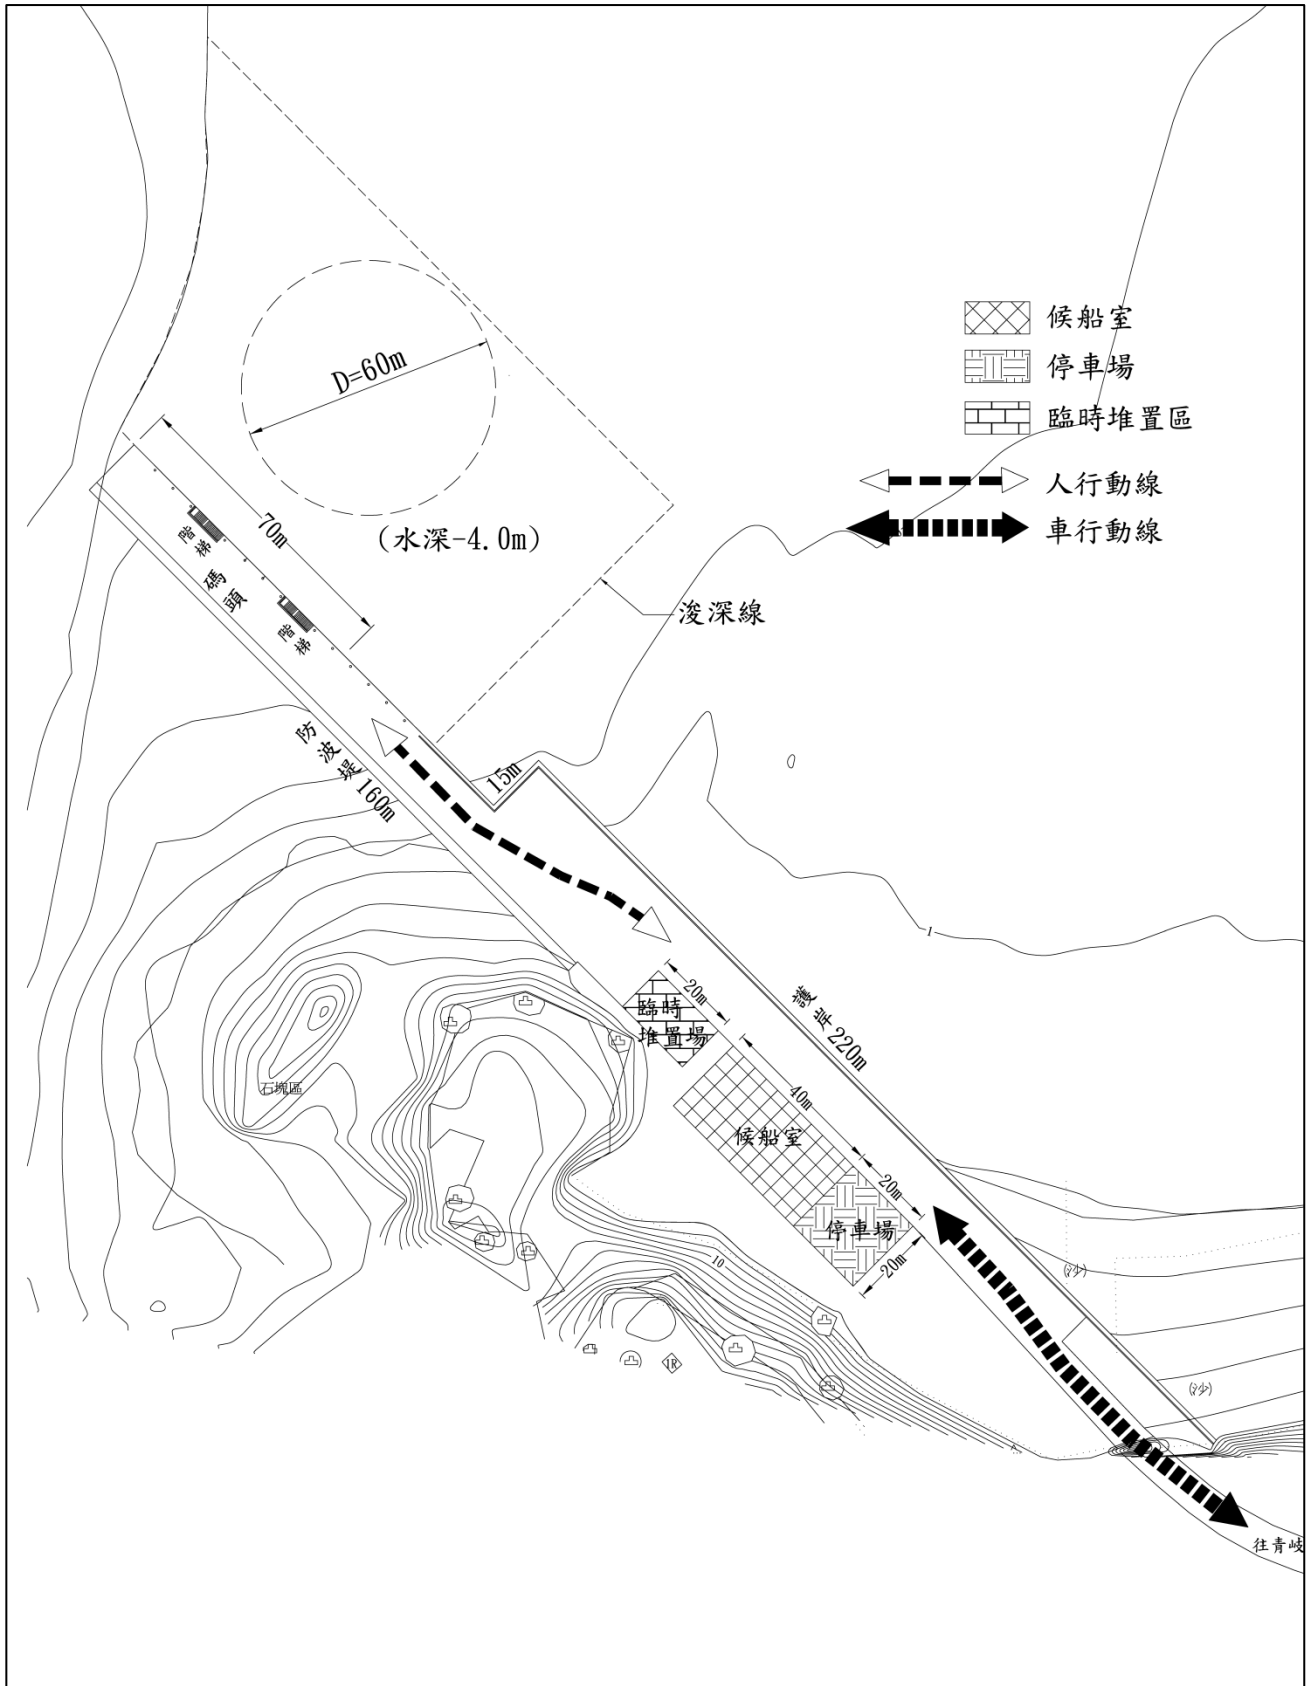 候船室
停車場
臨時堆置區
人行動線
車行動線
D=60m
(水深-4.0m)
70m
階梯
碼頭
階梯
浚深線
防波堤160m
15m
20m
臨時
堆置場
護岸220m
40m
候船室
20m
停車場
20m
石塊區
1
10
1R
(沙)
(沙)
往青岐